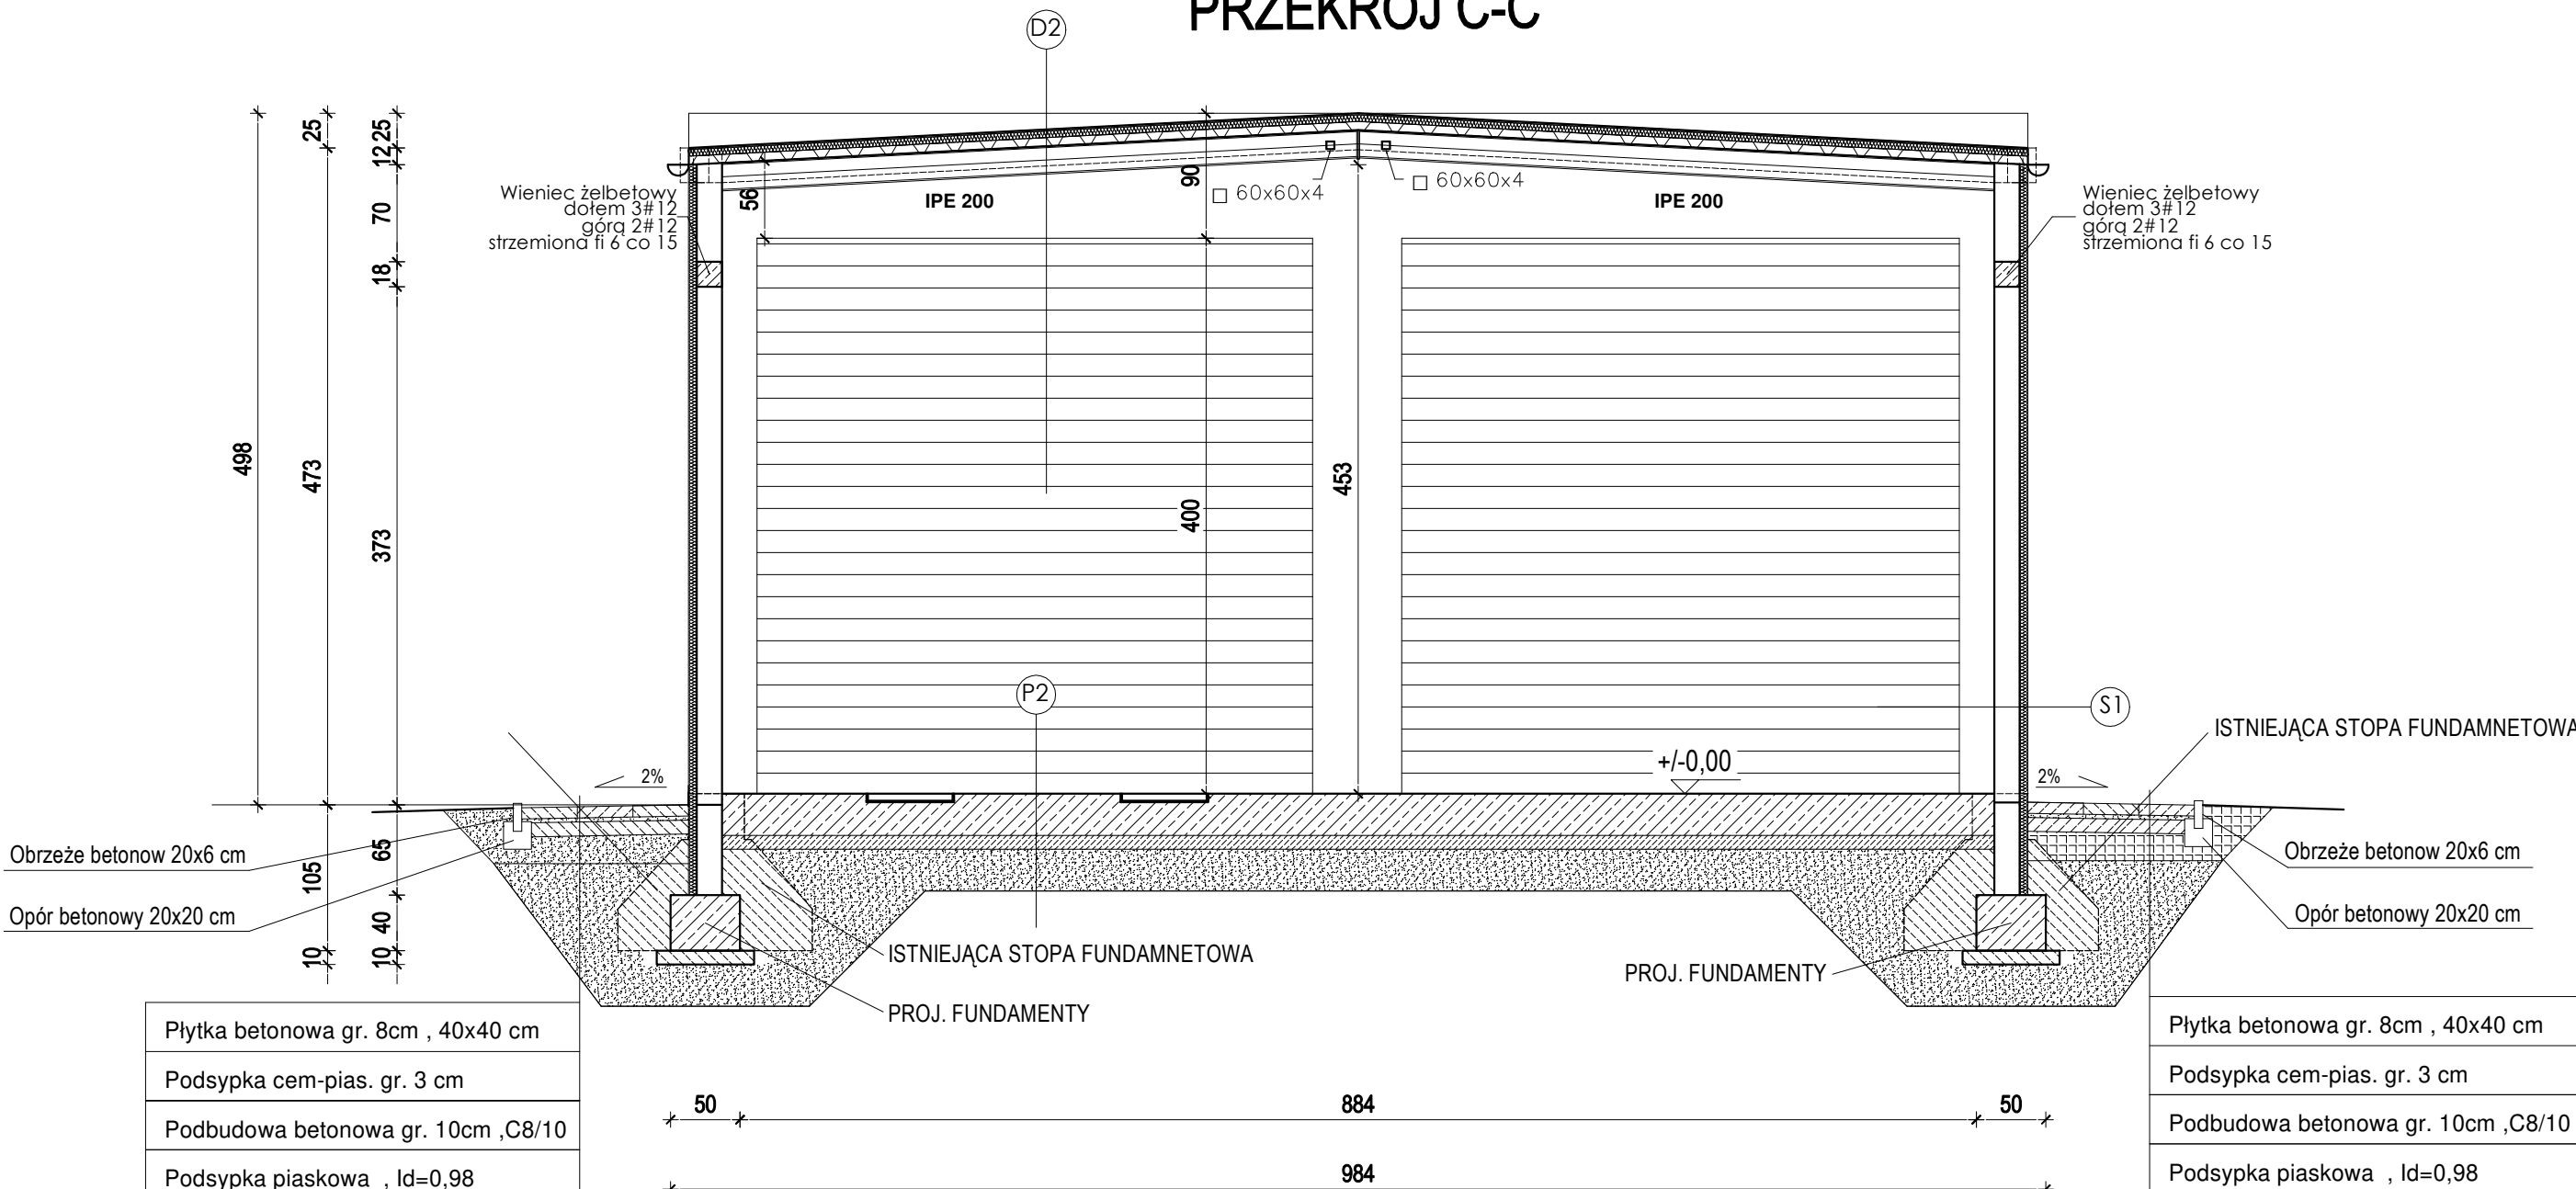 PRZEKRÓJ C-C
D2
25
25
12
90
60x60x4
60x60x4
Wieniec żelbetowy
dołem 3#12
górą 2#12
strzemiona fi 6 co 15
56
IPE 200
IPE 200
Wieniec żelbetowy
dołem 3#12
górą 2#12
strzemiona fi 6 co 15
70
18
498
473
453
400
373
P2
S1
ISTNIEJĄCA STOPA FUNDAMNETOWA
+/-0,00
2%
2%
Obrzeże betonow 20x6 cm
65
105
Obrzeże betonow 20x6 cm
Opór betonowy 20x20 cm
40
Opór betonowy 20x20 cm
10
10
ISTNIEJĄCA STOPA FUNDAMNETOWA
PROJ. FUNDAMENTY
PROJ. FUNDAMENTY
Płytka betonowa gr. 8cm , 40x40 cm
Podsypka cem-pias. gr. 3 cm
Podbudowa betonowa gr. 10cm ,C8/10
Podsypka piaskowa , Id=0,98
50
884
50
984
Płytka betonowa gr. 8cm , 40x40 cm
Podsypka cem-pias. gr. 3 cm
Podbudowa betonowa gr. 10cm ,C8/10
Podsypka piaskowa , Id=0,98